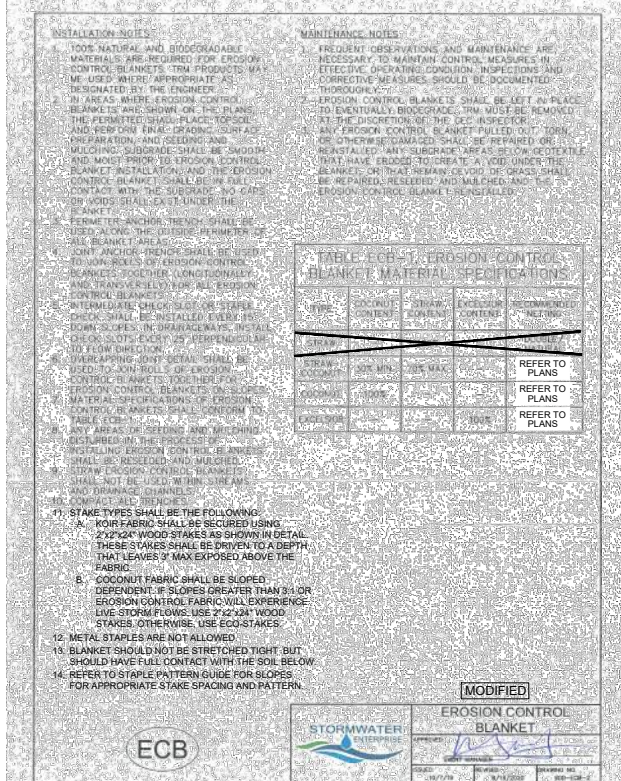 INSTALLATION NOTES
1. 100% NATURAL AND BIODEGRADABLE
MATERIALS ARE REQUIRED FOR EROSION
CONTROL BLANKETS. TRM PRODUCTS MAY
ME USED WHERE APPROPRIATE AS
DESIGNATED BY THE ENGINEER.
2. IN AREAS WHERE EROSION CONTROL
BLANKETS ARE SHOWN ON THE PLANS,
THE PERMITTED SHALL PLACE TOPSOIL
AND PERFORM FINAL GRADING, SURFACE
PREPARATION, AND SEEDING AND
MULCHING. SUBGRADE SHALL BE SMOOTH
AND MOIST PRIOR TO EROSION CONTROL
BLANKET INSTALLATION, AND THE EROSION
CONTROL BLANKET SHALL BE IN FULL
CONTACT WITH THE SUBGRADE. NO GAPS
OR VOIDS SHALL EXIST UNDER THE
BLANKET.
3. PERIMETER ANCHOR TRENCH SHALL BE
USED ALONG THE OUTSIDE PERIMETER OF
ALL BLANKET AREAS.
4. JOINT ANCHOR TRENCH SHALL BE USED
TO JOIN ROLLS OF EROSION CONTROL
BLANKETS TOGETHER (LONGITUDINALLY
AND TRANSVERSELY) FOR ALL EROSION
CONTROL BLANKETS
5. INTERMEDIATE CHECK SLOT OR STAPLE
CHECK SHALL BE INSTALLED EVERY 15'
DOWN SLOPES. IN DRAINAGEWAYS, INSTALL
CHECK SLOTS EVERY 25' PERPENDICULAR
TO FLOW DIRECTION.
6. OVERLAPPING JOINT DETAIL SHALL BE
USED TO JOIN ROLLS OF EROSION
CONTROL BLANKETS TOGETHER FOR
EROSION CONTROL BLANKETS ON SLOPES.
MATERIAL SPECIFICATIONS OF EROSION
CONTROL BLANKETS SHALL CONFORM TO
TABLE ECB-1.
8. ANY AREAS OF SEEDING AND MULCHING
DISTURBED IN THE PROCESS OF
INSTALLING EROSION CONTROL BLANKETS
SHALL BE RESEEDED AND MULCHED.
9. STRAW EROSION CONTROL BLANKETS
SHALL NOT BE USED WITHIN STREAMS
AND DRAINAGE CHANNELS.
10. COMPACT ALL TRENCHES.
11. STAKE TYPES SHALL BE THE FOLLOWING:
A. KOIR FABRIC SHALL BE SECURED USING
2"x2"x24" WOOD STAKES AS SHOWN IN DETAIL.
THESE STAKES SHALL BE DRIVEN TO A DEPTH
THAT LEAVES 3" MAX EXPOSED ABOVE THE
FABRIC.
B. COCONUT FABRIC SHALL BE SLOPED
DEPENDENT. IF SLOPES GREATER THAN 3:1 OR
EROSION CONTROL FABRIC WILL EXPERIENCE
LIVE STORM FLOWS, USE 2"x2"x24" WOOD
STAKES. OTHERWISE, USE ECO-STAKES.
12. METAL STAPLES ARE NOT ALLOWED
13. BLANKET SHOULD NOT BE STRETCHED TIGHT BUT
SHOULD HAVE FULL CONTACT WITH THE SOIL BELOW.
14. REFER TO STAPLE PATTERN GUIDE FOR SLOPES
FOR APPROPRIATE STAKE SPACING AND PATTERN.
ECB
MAINTENANCE NOTES
1. FREQUENT OBSERVATIONS AND MAINTENANCE ARE
NECESSARY TO MAINTAIN CONTROL MEASURES IN
EFFECTIVE OPERATING CONDITION. INSPECTIONS AND
CORRECTIVE MEASURES SHOULD BE DOCUMENTED
THOROUGHLY.
2. EROSION CONTROL BLANKETS SHALL BE LEFT IN PLACE
TO EVENTUALLY BIODEGRADE. TRM MUST BE REMOVED
AT THE DISCRETION OF THE GEC INSPECTOR.
3. ANY EROSION CONTROL BLANKET PULLED OUT, TORN,
OR OTHERWISE DAMAGED SHALL BE REPAIRED OR
REINSTALLED. ANY SUBGRADE AREAS BELOW GEOTEXTILE
THAT HAVE ERODED TO CREATE A VOID UNDER THE
BLANKET, OR THAT REMAIN DEVOID OF GRASS SHALL
BE REPAIRED, RESEEDED AND MULCHED AND THE
EROSION CONTROL BLANKET REINSTALLED.
TABLE ECB-1. EROSION CONTROL
BLANKET MATERIAL SPECIFICATIONS
TYPE COCONUT CONTENT STRAW CONTENT EXCELSIOR CONTENT RECOMMENDED NETTING
STRAW DOUBLE/
STRAW COCONUT 30% MIN 70% MAX REFER TO PLANS
COCONUT 100% REFER TO PLANS
EXCELSIOR 100% REFER TO PLANS
MODIFIED
STORMWATER
ENTERPRISE
EROSION CONTROL
BLANKET
APPROVED:
ISSUED: REVISED: DRAWING NO.